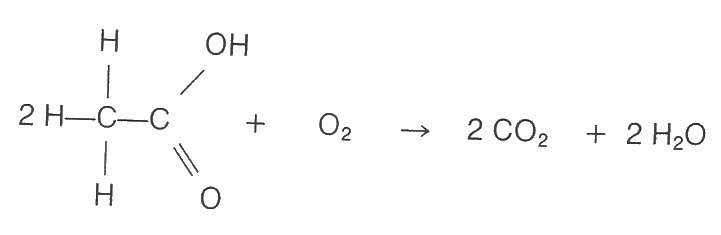 H OH
2 H—C—C + O₂ → 2 CO₂ + 2 H₂O
H O